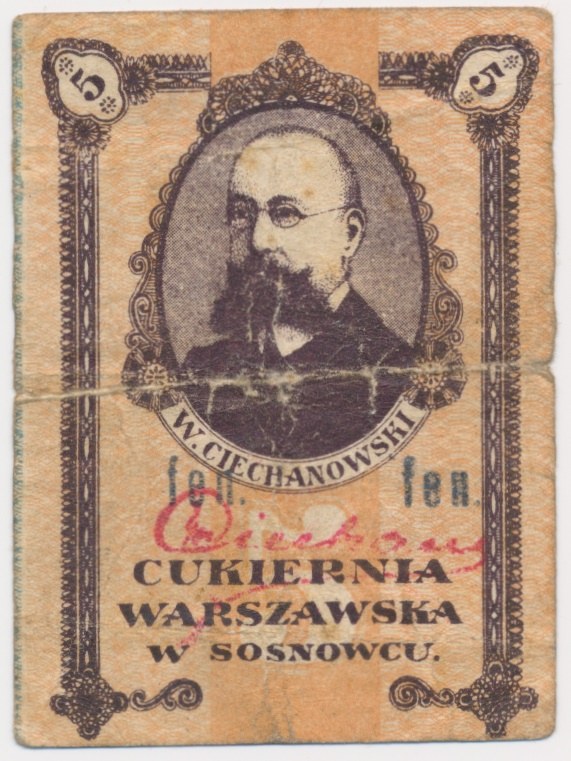 5 5
W. CIECHANOWSKI
fen. fen.
CUKIERNIA
WARSZAWSKA
W SOSNOWCU.